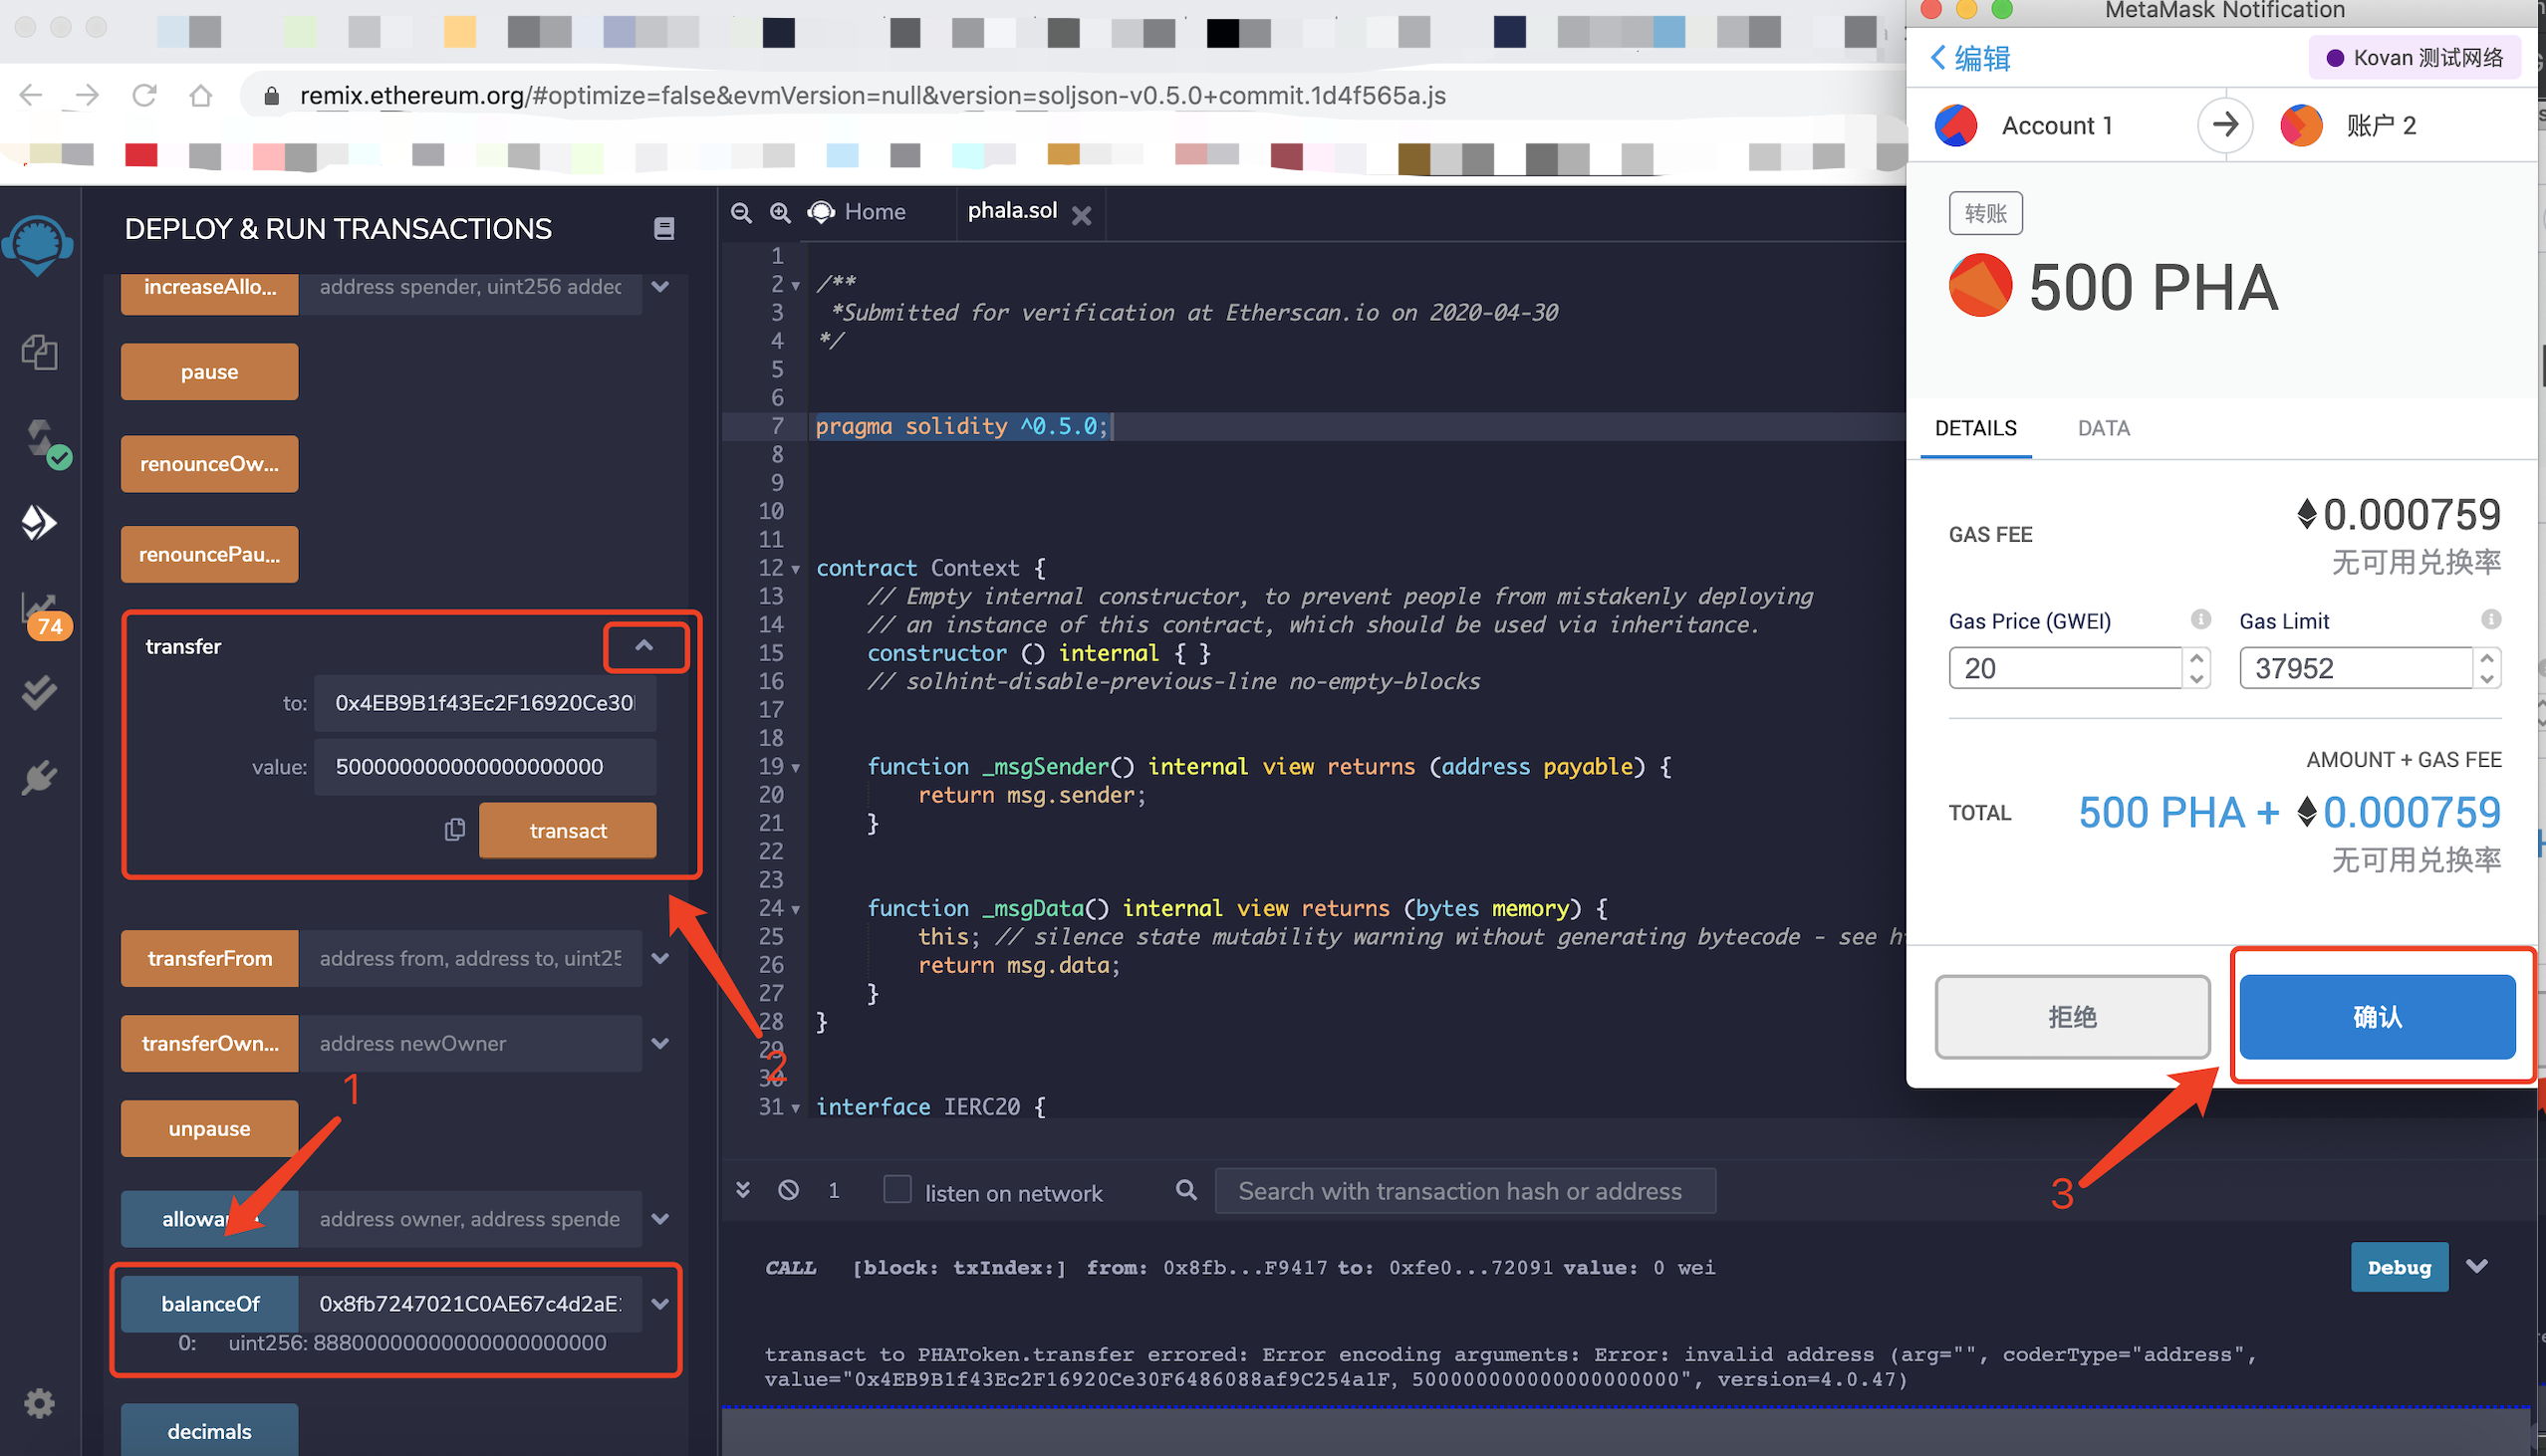 MetaMask Notification
remix.ethereum.org/#optimize=false&evmVersion=null&version=soljson-v0.5.0+commit.1d4f565a.js
DEPLOY & RUN TRANSACTIONS
increaseAllo...
address spender, uint256 addec
pause
renounceOw...
renouncePau...
74
transfer
to:
0x4EB9B1f43Ec2F16920Ce30
value:
500000000000000000000
transact
transferFrom
address from, address to, uint25
transferOwn...
address newOwner
1
unpause
allowa
address owner, address spende
balanceOf
0x8fb7247021C0AE67c4d2aE
0:
uint256: 88800000000000000000000
decimals
2
Home
phala.sol
1
2 /**
3 *Submitted for verification at Etherscan.io on 2020-04-30
4 */
5
6
7 pragma solidity ^0.5.0;
8
9
10
11
12 contract Context {
13 // Empty internal constructor, to prevent people from mistakenly deploying
14 // an instance of this contract, which should be used via inheritance.
15 constructor () internal { }
16 // solhint-disable-previous-line no-empty-blocks
17
18
19 function _msgSender() internal view returns (address payable) {
20 return msg.sender;
21 }
22
23
24 function _msgData() internal view returns (bytes memory) {
25 this; // silence state mutability warning without generating bytecode - see h
26 return msg.data;
27 }
28 }
29
30
31 interface IERC20 {
1
listen on network
Search with transaction hash or address
CALL [block: txIndex:] from: 0x8fb...F9417 to: 0xfe0...72091 value: 0 wei
Debug
transact to PHAToken.transfer errored: Error encoding arguments: Error: invalid address (arg="", coderType="address",
value="0x4EB9B1f43Ec2F16920Ce30F6486088af9C254a1F, 500000000000000000000", version=4.0.47)
编辑
Kovan 测试网络
Account 1
账户 2
转账
500 PHA
DETAILS
DATA
GAS FEE
0.000759
无可用兑换率
Gas Price (GWEI)
Gas Limit
20
37952
AMOUNT + GAS FEE
TOTAL
500 PHA + 0.000759
无可用兑换率
拒绝
确认
3